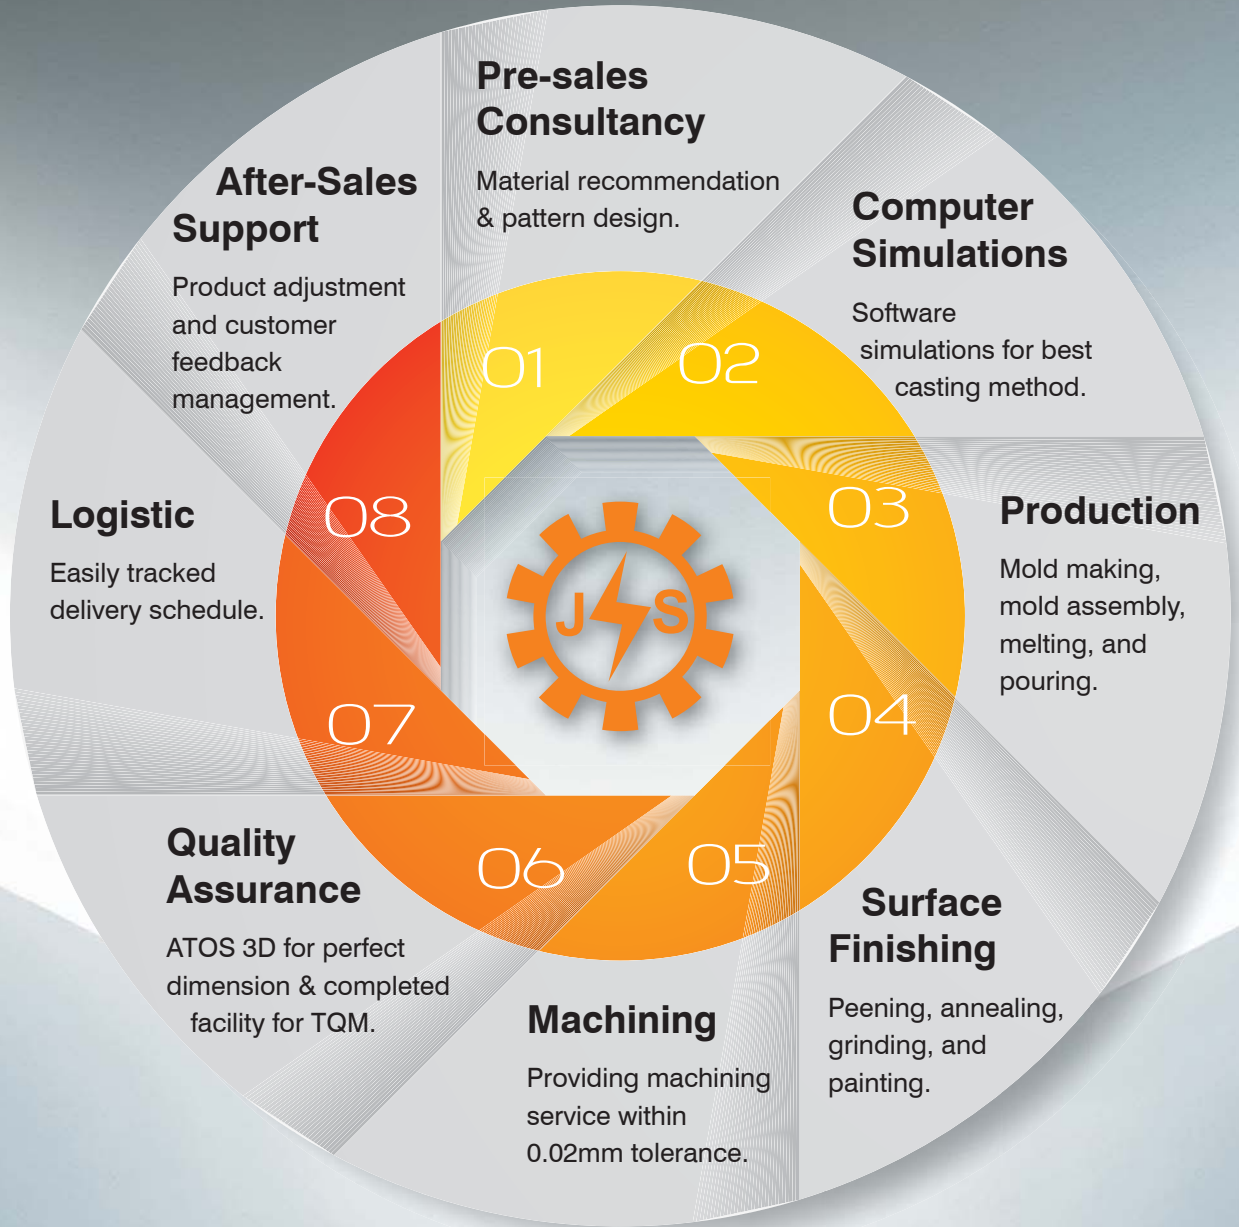 01
Pre-sales
Consultancy
Material recommendation
& pattern design.
02
Computer
Simulations
Software
simulations for best
casting method.
03
Production
Mold making,
mold assembly,
melting, and
pouring.
04
Surface
Finishing
Peening, annealing,
grinding, and
painting.
05
Machining
Providing machining
service within
0.02mm tolerance.
06
Quality
Assurance
ATOS 3D for perfect
dimension & completed
facility for TQM.
07
Logistic
Easily tracked
delivery schedule.
08
After-Sales
Support
Product adjustment
and customer
feedback
management.
J S